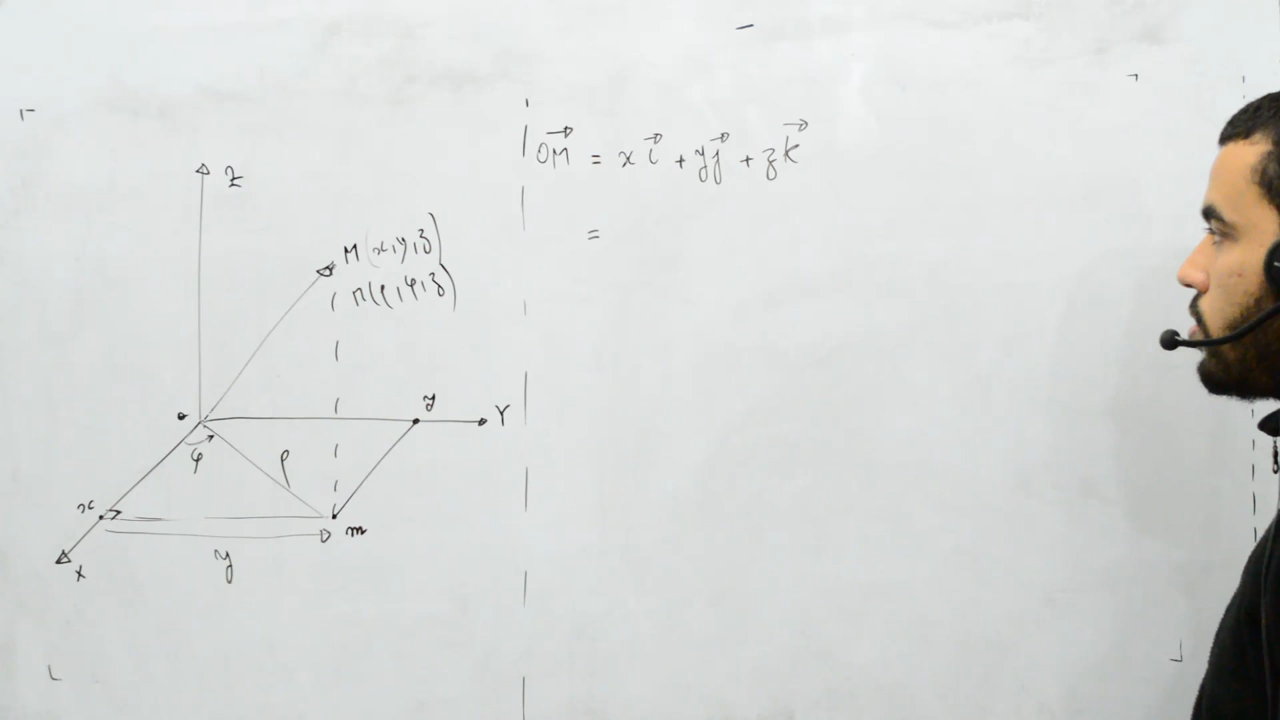 Z
M(x,y,z)
M(ρ,φ,z)
o
y
Y
φ
ρ
x
m
y
X
OM⃗ = x i⃗ + y j⃗ + z k⃗
=